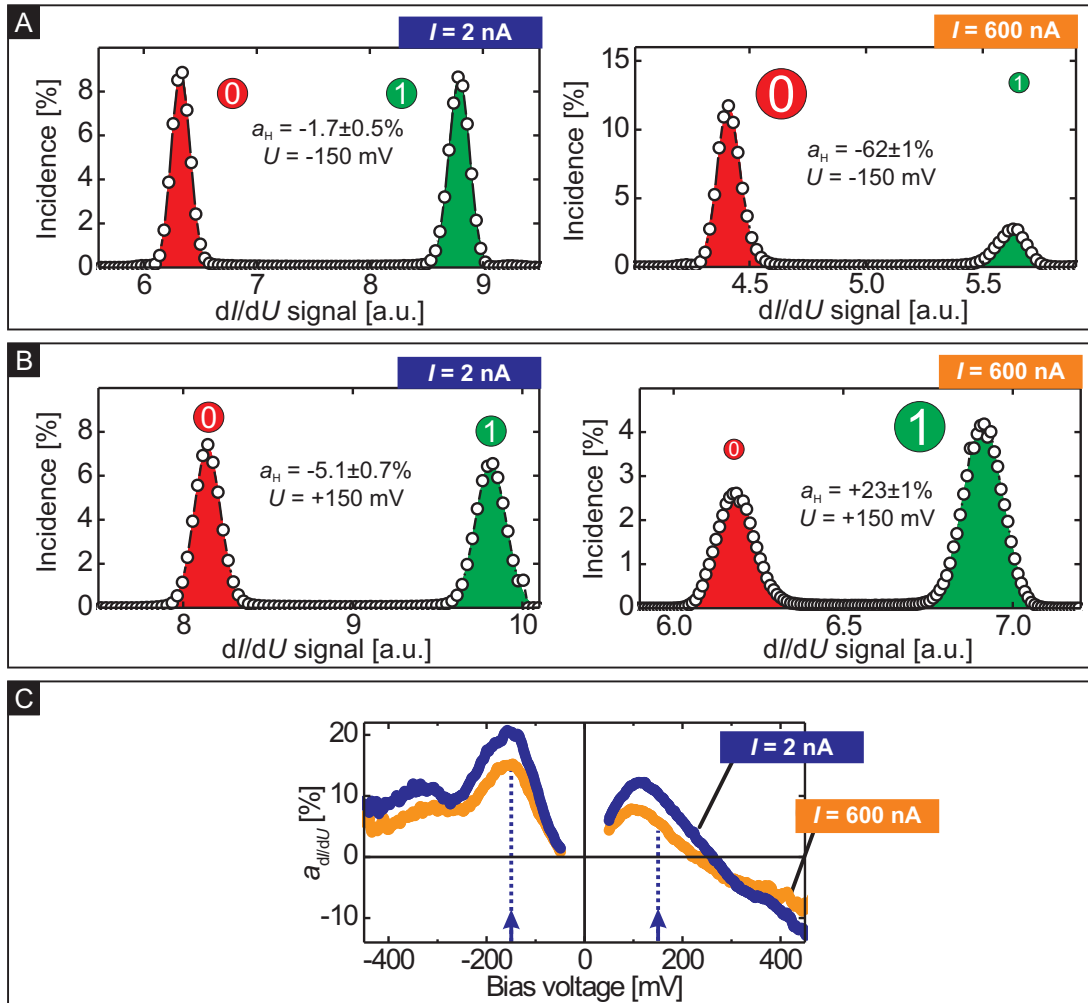 A
I = 2 nA
Incidence [%]
8
6
4
2
0
0
1
aH = -1.7±0.5%
U = -150 mV
6
7
8
9
dI/dU signal [a.u.]
I = 600 nA
Incidence [%]
15
10
5
0
0
1
aH = -62±1%
U = -150 mV
4.5
5.0
5.5
dI/dU signal [a.u.]
B
I = 2 nA
Incidence [%]
8
6
4
2
0
0
1
aH = -5.1±0.7%
U = +150 mV
8
9
10
dI/dU signal [a.u.]
I = 600 nA
Incidence [%]
4
3
2
1
0
0
1
aH = +23±1%
U = +150 mV
6.0
6.5
7.0
dI/dU signal [a.u.]
C
adI/dU [%]
20
10
0
-10
I = 2 nA
I = 600 nA
-400
-200
0
200
400
Bias voltage [mV]